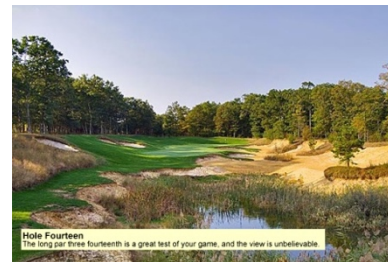 Hole Fourteen
The long par three fourteenth is a great test of your game, and the view is unbelievable.